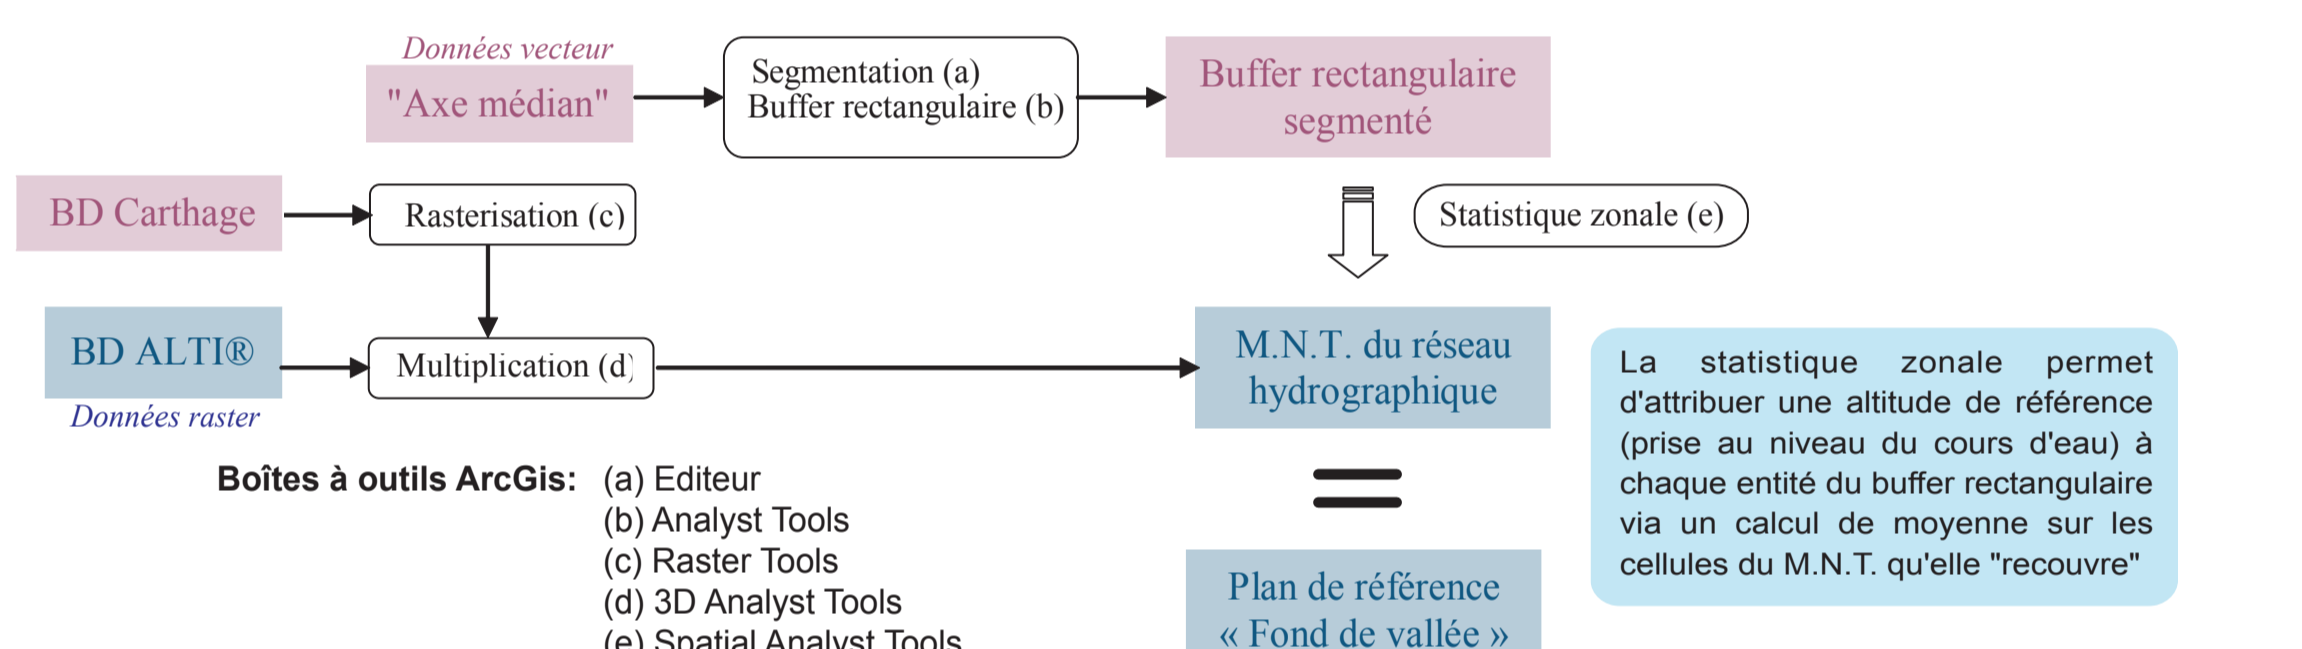 Données vecteur
"Axe médian"
Segmentation (a)
Buffer rectangulaire (b)
Buffer rectangulaire
segmenté
BD Carthage
Rasterisation (c)
Statistique zonale (e)
BD ALTI®
Données raster
Multiplication (d)
M.N.T. du réseau
hydrographique
La statistique zonale permet
d'attribuer une altitude de référence
(prise au niveau du cours d'eau) à
chaque entité du buffer rectangulaire
via un calcul de moyenne sur les
cellules du M.N.T. qu'elle "recouvre"
Boîtes à outils ArcGis: (a) Editeur
(b) Analyst Tools
(c) Raster Tools
(d) 3D Analyst Tools
(e) Spatial Analyst Tools
Plan de référence
« Fond de vallée »